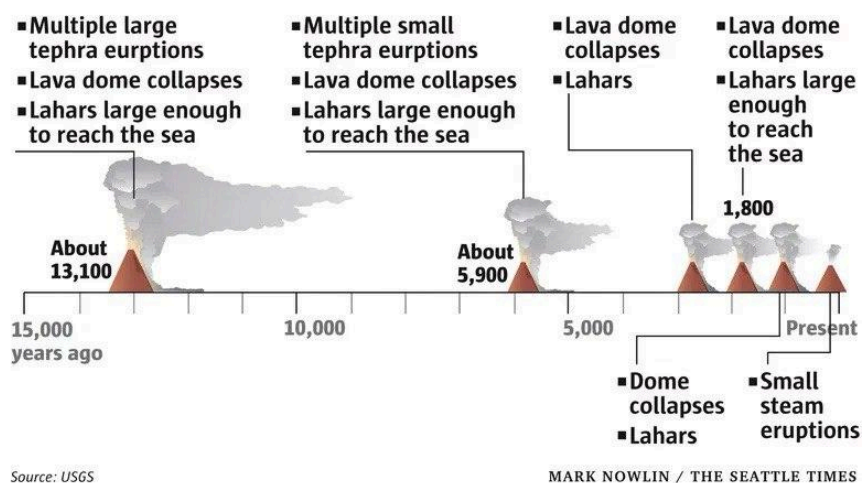 ▪Multiple large
tephra eurptions
▪Lava dome collapses
▪Lahars large enough
to reach the sea
▪Multiple small
tephra eurptions
▪Lava dome collapses
▪Lahars large enough
to reach the sea
▪Lava dome
collapses
▪Lahars
▪Lava dome
collapses
▪Lahars large
enough
to reach
the sea
About
13,100
About
5,900
1,800
15,000
years ago
10,000
5,000
Present
▪Dome
collapses
▪Lahars
▪Small
steam
eruptions
Source: USGS
MARK NOWLIN / THE SEATTLE TIMES